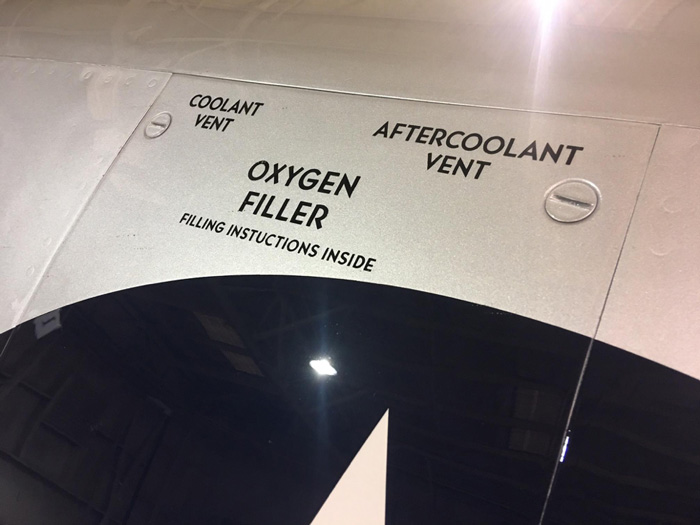 COOLANT
VENT
AFTERCOOLANT
VENT
OXYGEN
FILLER
FILLING INSTUCTIONS INSIDE